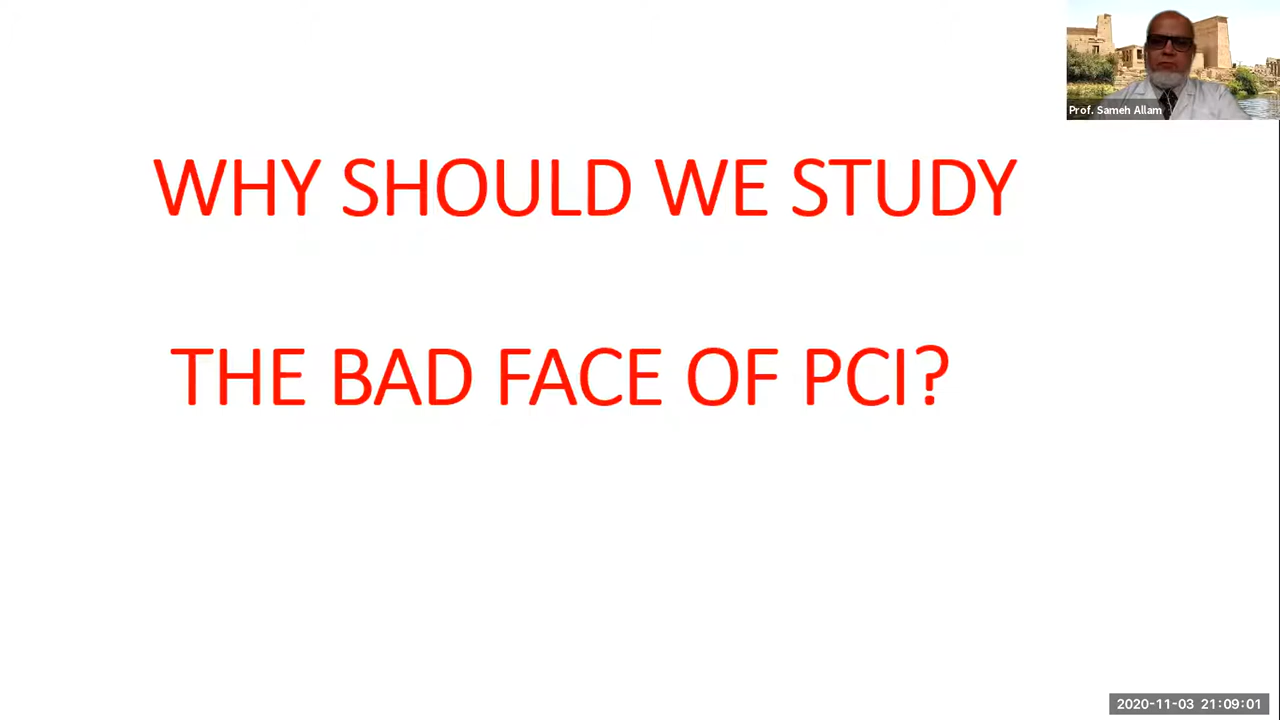 Prof. Sameh Allam
WHY SHOULD WE STUDY
THE BAD FACE OF PCI?
2020-11-03 21:09:01